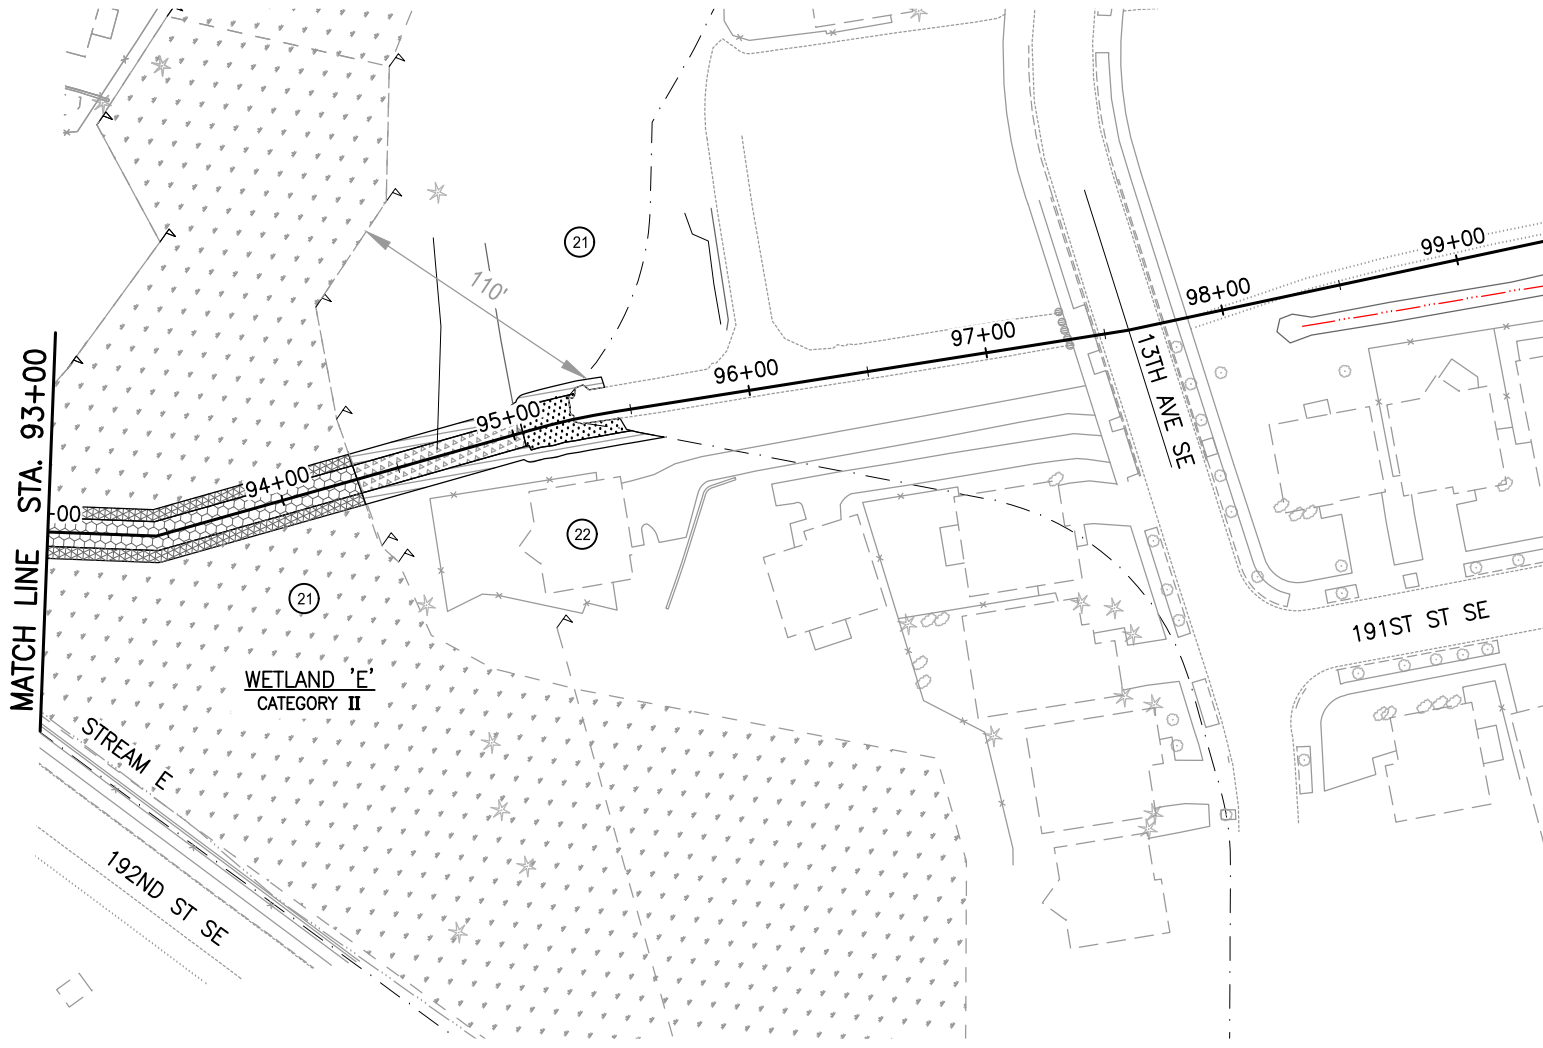 99+00
21
110'
98+00
97+00
13TH AVE SE
96+00
95+00
MATCH LINE STA. 93+00
94+00
-00
22
21
191ST ST SE
WETLAND 'E'
CATEGORY II
STREAM E
192ND ST SE